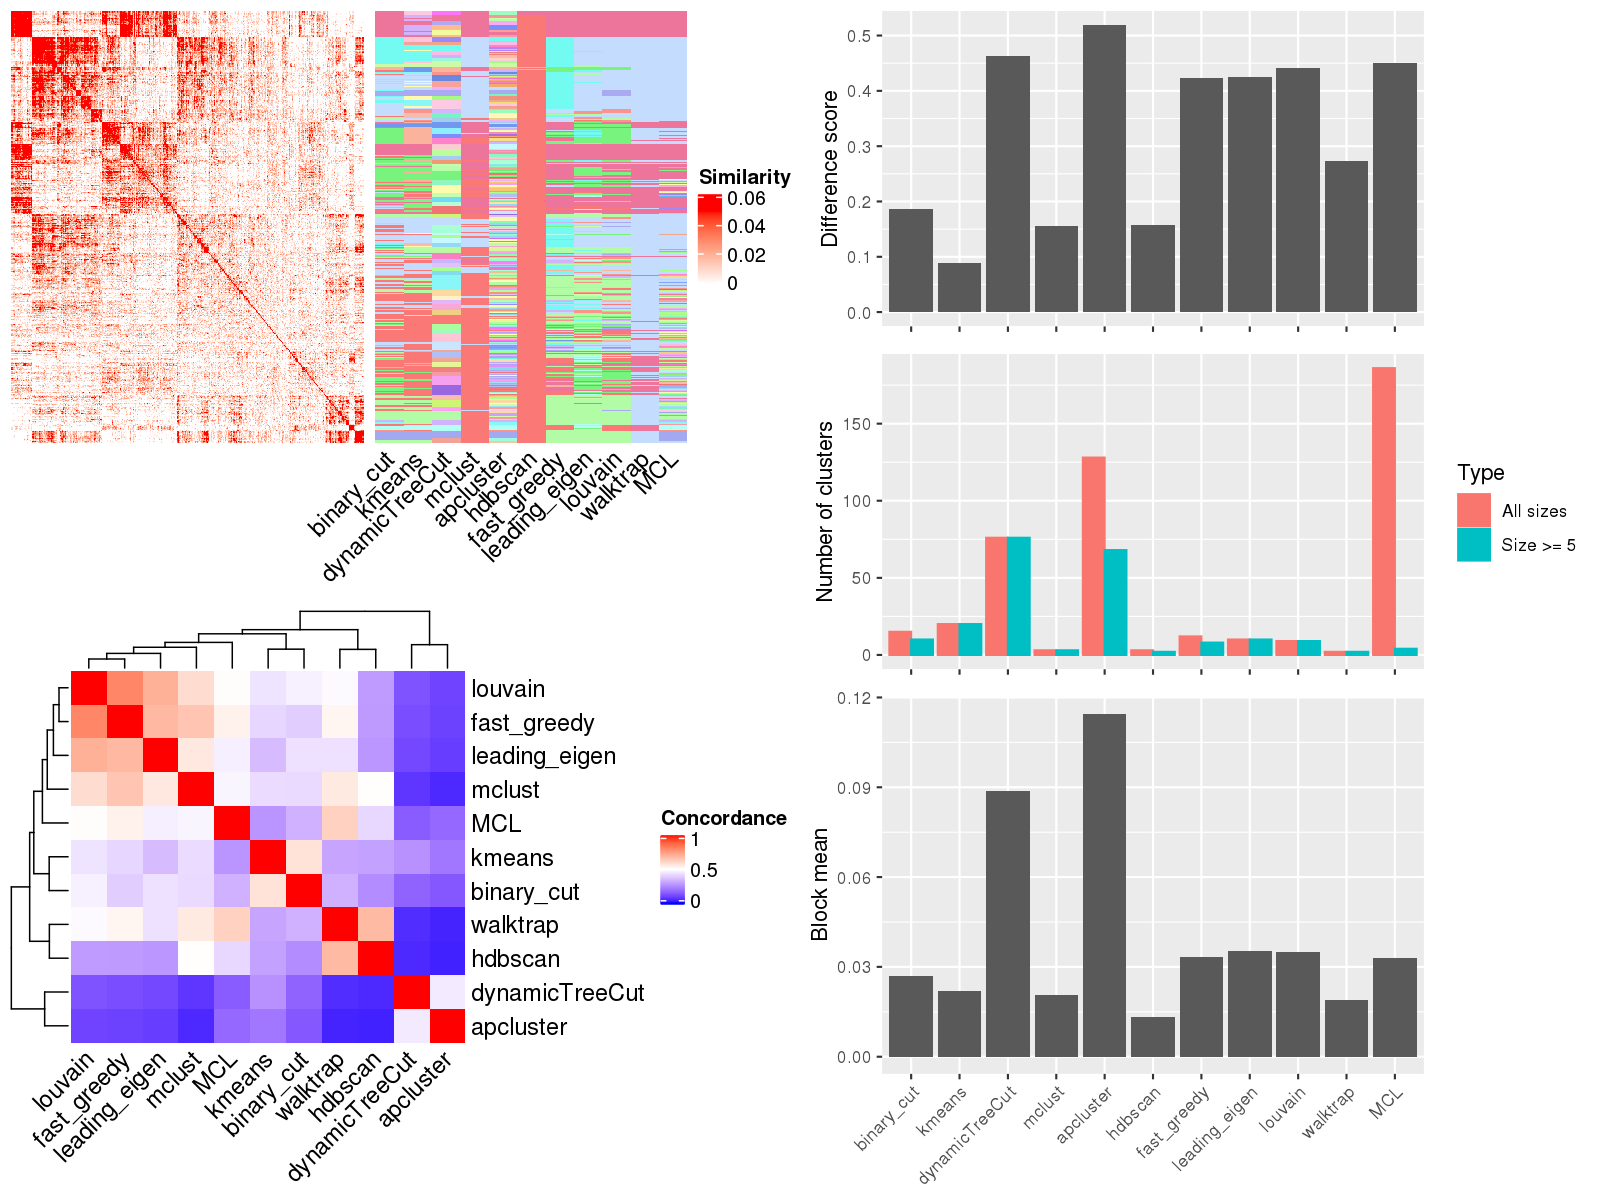 Similarity
0.06
0.04
0.02
0
binary_cut
kmeans
dynamicTreeCut
mclust
apcluster
hdbscan
fast_greedy
leading_eigen
louvain
walktrap
MCL
Difference score
0.5
0.4
0.3
0.2
0.1
0.0
Number of clusters
150
100
50
0
Type
All sizes
Size >= 5
Block mean
0.12
0.09
0.06
0.03
0.00
binary_cut
kmeans
dynamicTreeCut
mclust
apcluster
hdbscan
fast_greedy
leading_eigen
louvain
walktrap
MCL
louvain
fast_greedy
leading_eigen
mclust
MCL
kmeans
binary_cut
walktrap
hdbscan
dynamicTreeCut
apcluster
Concordance
1
0.5
0
louvain
fast_greedy
leading_eigen
mclust
MCL
kmeans
binary_cut
walktrap
hdbscan
dynamicTreeCut
apcluster